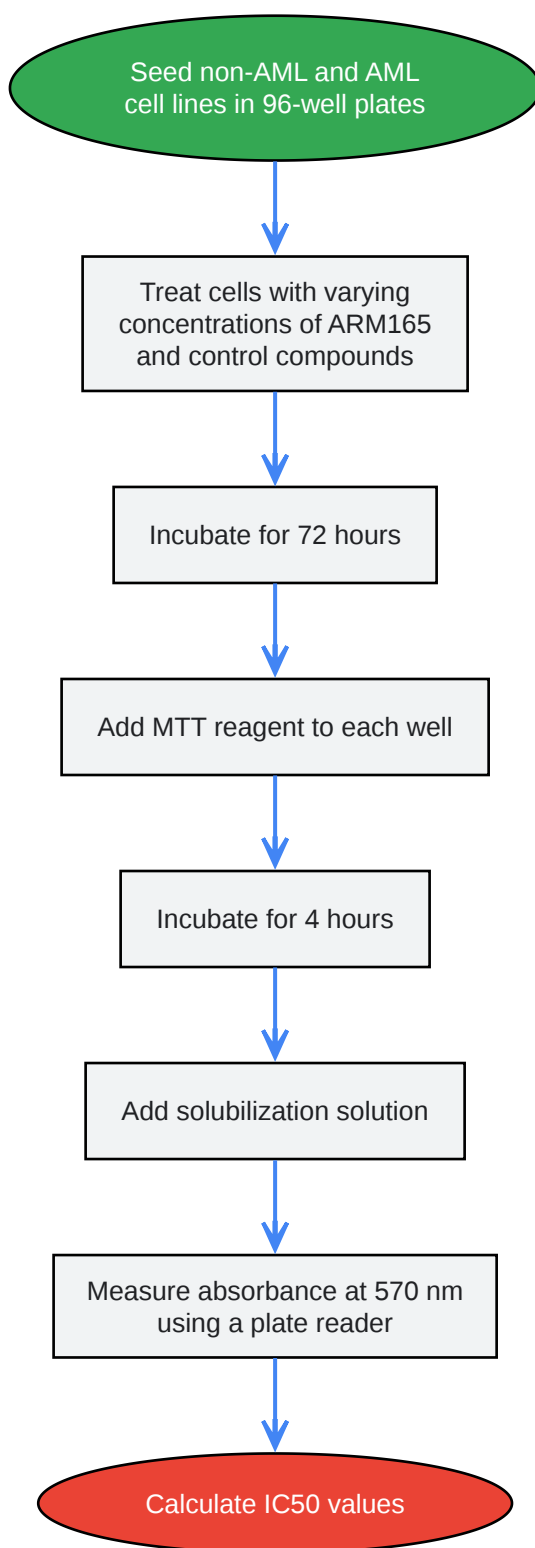 Seed non-AML and AML
cell lines in 96-well plates
Treat cells with varying
concentrations of ARM165
and control compounds
Incubate for 72 hours
Add MTT reagent to each well
Incubate for 4 hours
Add solubilization solution
Measure absorbance at 570 nm
using a plate reader
Calculate IC50 values